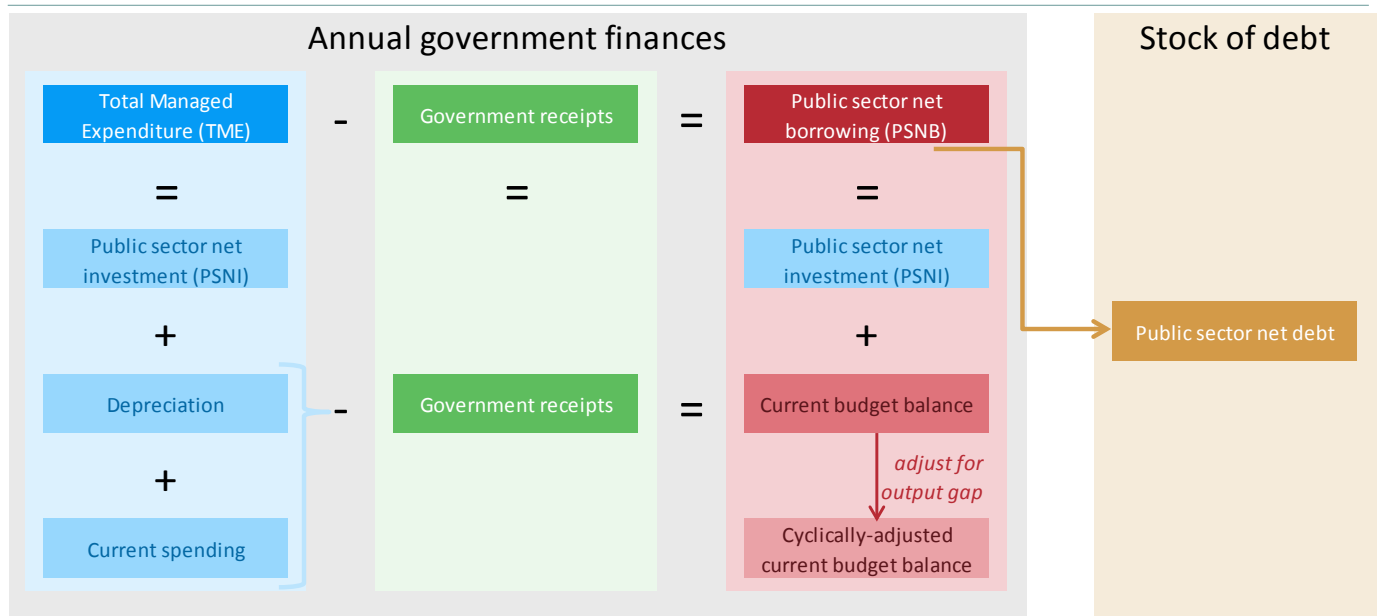 Annual government finances
Stock of debt
Total Managed
Expenditure (TME)
-
Government receipts
=
Public sector net
borrowing (PSNB)
=
=
=
Public sector net
investment (PSNI)
Public sector net
investment (PSNI)
+
+
Public sector net debt
Depreciation
-
Government receipts
=
Current budget balance
+
adjust for
output gap
Current spending
Cyclically-adjusted
current budget balance